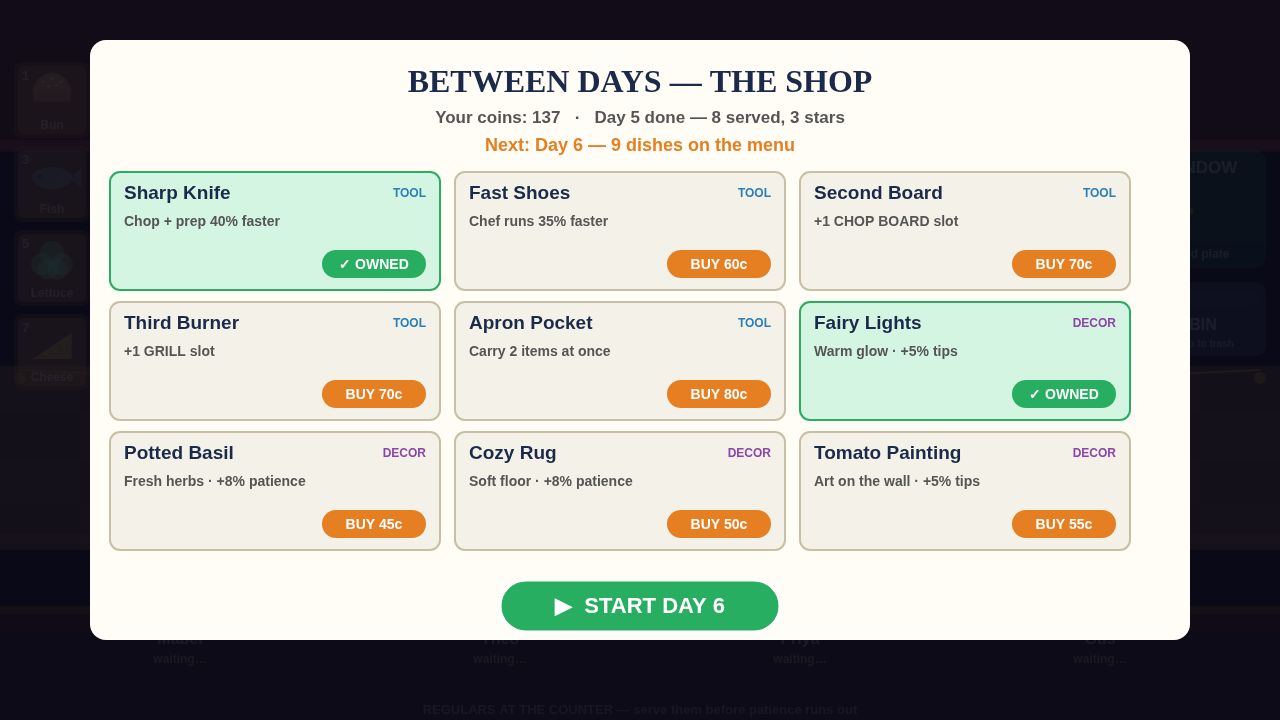 BETWEEN DAYS — THE SHOP
Your coins: 137 · Day 5 done — 8 served, 3 stars
Next: Day 6 — 9 dishes on the menu
Sharp Knife TOOL
Chop + prep 40% faster
✓ OWNED
Fast Shoes TOOL
Chef runs 35% faster
BUY 60c
Second Board TOOL
+1 CHOP BOARD slot
BUY 70c
Third Burner TOOL
+1 GRILL slot
BUY 70c
Apron Pocket TOOL
Carry 2 items at once
BUY 80c
Fairy Lights DECOR
Warm glow · +5% tips
✓ OWNED
Potted Basil DECOR
Fresh herbs · +8% patience
BUY 45c
Cozy Rug DECOR
Soft floor · +8% patience
BUY 50c
Tomato Painting DECOR
Art on the wall · +5% tips
BUY 55c
▶ START DAY 6
1
Bun
3
Fish
5
Lettuce
7
Cheese
plate
BIN
to trash
waiting...
waiting...
waiting...
waiting...
REGULARS AT THE COUNTER — serve them before patience runs out